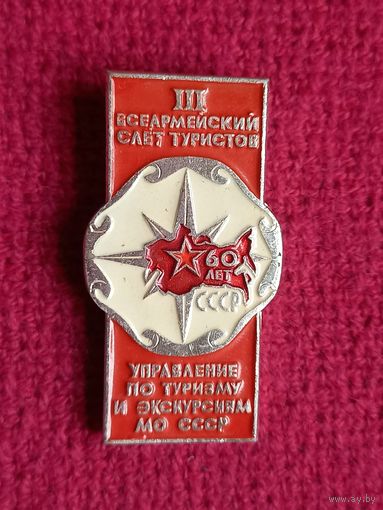 III
ВСЕАРМЕЙСКИЙ
СЛЁТ ТУРИСТОВ
60
ЛЕТ
СССР
УПРАВЛЕНИЕ
ПО ТУРИЗМУ
И ЭКСКУРСИЯМ
МО СССР
www.ay.by